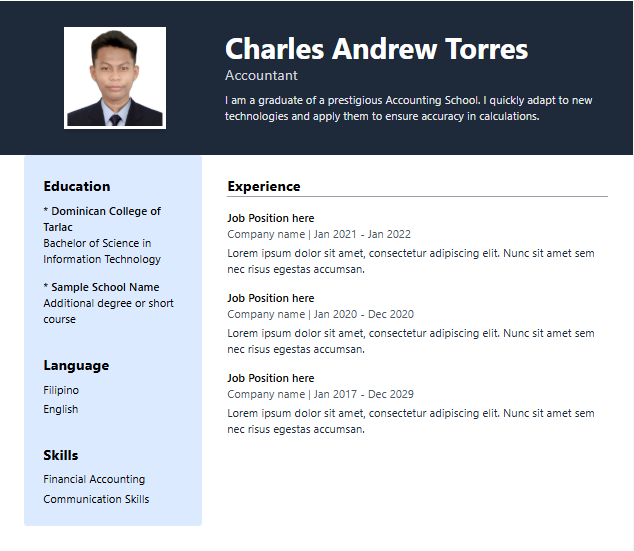 Charles Andrew Torres
Accountant
I am a graduate of a prestigious Accounting School. I quickly adapt to new
technologies and apply them to ensure accuracy in calculations.
Education
* Dominican College of
Tarlac
Bachelor of Science in
Information Technology
* Sample School Name
Additional degree or short
course
Language
Filipino
English
Skills
Financial Accounting
Communication Skills
Experience
Job Position here
Company name | Jan 2021 - Jan 2022
Lorem ipsum dolor sit amet, consectetur adipiscing elit. Nunc sit amet sem
nec risus egestas accumsan.
Job Position here
Company name | Jan 2020 - Dec 2020
Lorem ipsum dolor sit amet, consectetur adipiscing elit. Nunc sit amet sem
nec risus egestas accumsan.
Job Position here
Company name | Jan 2017 - Dec 2029
Lorem ipsum dolor sit amet, consectetur adipiscing elit. Nunc sit amet sem
nec risus egestas accumsan.